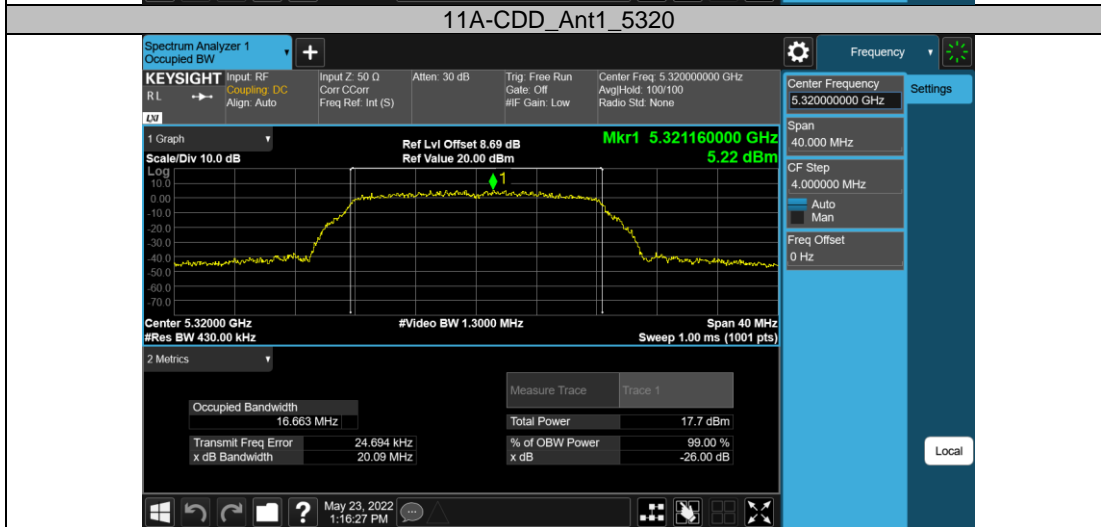 11A-CDD_Ant1_5320
Spectrum Analyzer 1
Occupied BW
+
Frequency
KEYSIGHT
R L
LXI
Input: RF
Coupling: DC
Align: Auto
Input Z: 50 Ω
Corr CCorr
Freq Ref: Int (S)
Atten: 30 dB
Trig: Free Run
Gate: Off
#IF Gain: Low
Center Freq: 5.320000000 GHz
Avg|Hold: 100/100
Radio Std: None
Center Frequency
5.320000000 GHz
Settings
Span
40.000 MHz
CF Step
4.000000 MHz
Auto
Man
Freq Offset
0 Hz
1 Graph
Scale/Div 10.0 dB
Ref Lvl Offset 8.69 dB
Ref Value 20.00 dBm
Mkr1 5.321160000 GHz
5.22 dBm
Log
10.0
0.00
-10.0
-20.0
-30.0
-40.0
-50.0
-60.0
-70.0
1
Center 5.32000 GHz
#Res BW 430.00 kHz
#Video BW 1.3000 MHz
Span 40 MHz
Sweep 1.00 ms (1001 pts)
2 Metrics
Measure Trace Trace 1
Occupied Bandwidth
16.663 MHz
Total Power 17.7 dBm
Transmit Freq Error 24.694 kHz
% of OBW Power 99.00 %
x dB Bandwidth 20.09 MHz
x dB -26.00 dB
Local
?
May 23, 2022
1:16:27 PM